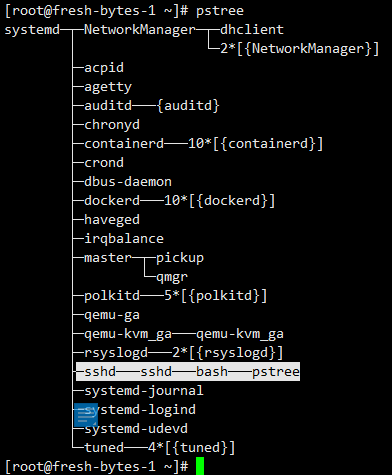 [root@fresh-bytes-1 ~]# pstree
systemd─┬─NetworkManager─┬─dhclient
        │                └─2*[{NetworkManager}]
        ├─acpid
        ├─agetty
        ├─auditd───{auditd}
        ├─chronyd
        ├─containerd───10*[{containerd}]
        ├─crond
        ├─dbus-daemon
        ├─dockerd───10*[{dockerd}]
        ├─haveged
        ├─irqbalance
        ├─master─┬─pickup
        │        └─qmgr
        ├─polkitd───5*[{polkitd}]
        ├─qemu-ga
        ├─qemu-kvm_ga───qemu-kvm_ga
        ├─rsyslogd───2*[{rsyslogd}]
        ├─sshd───sshd───bash───pstree
        ├─systemd-journal
        ├─systemd-logind
        ├─systemd-udevd
        └─tuned───4*[{tuned}]
[root@fresh-bytes-1 ~]#